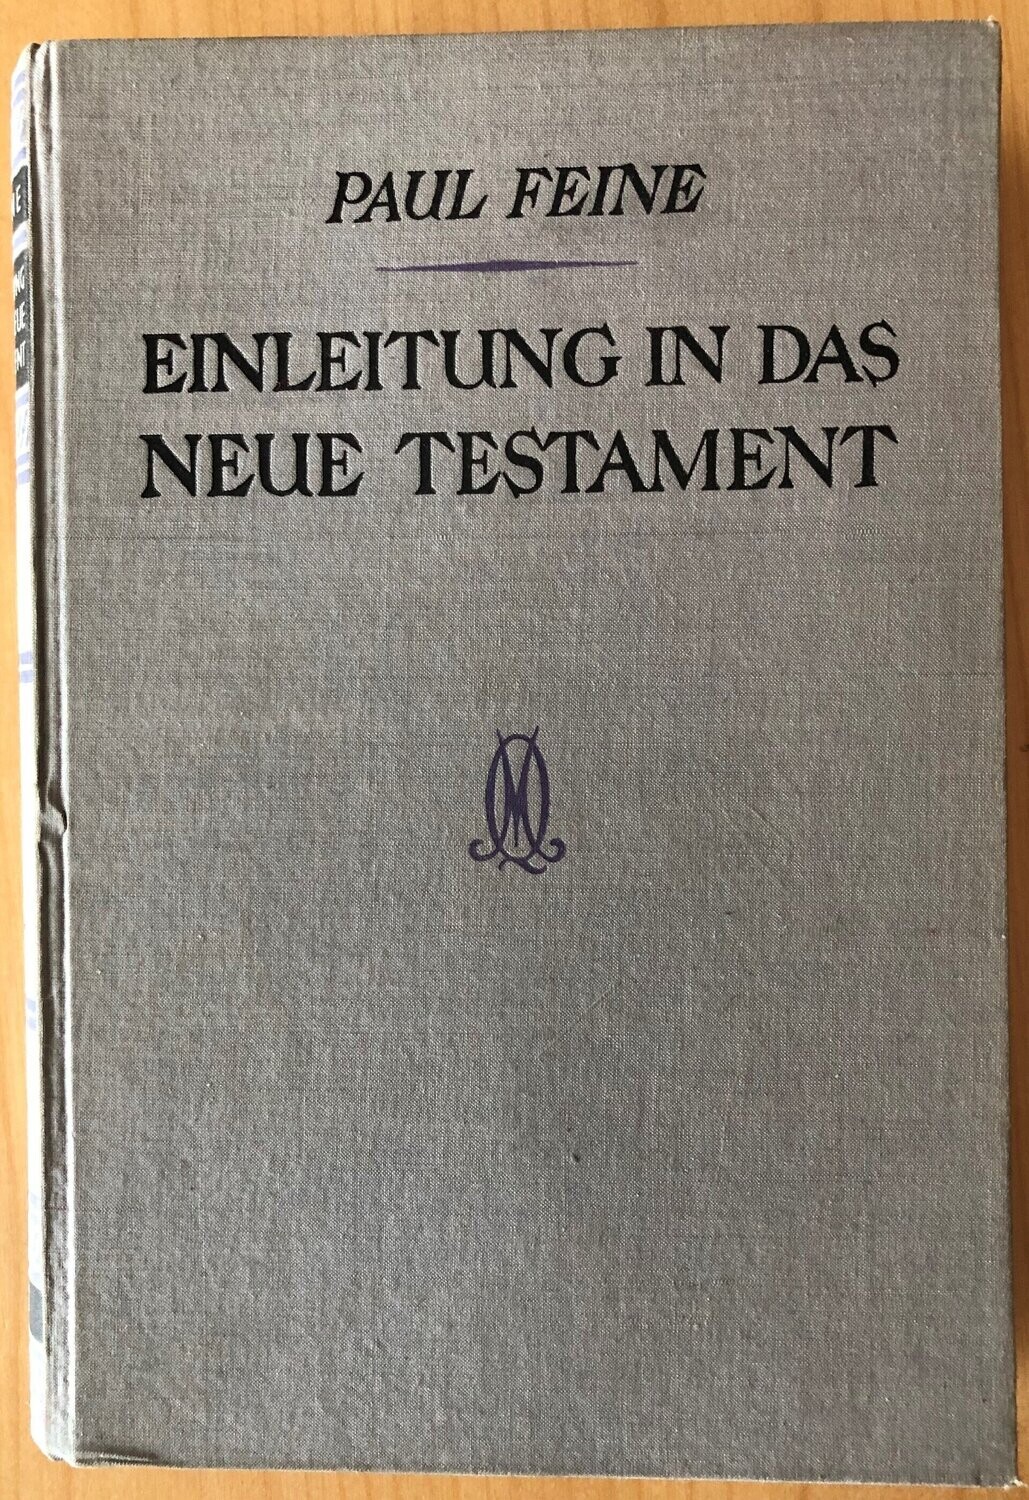 PAUL FEINE
EINLEITUNG IN DAS
NEUE TESTAMENT